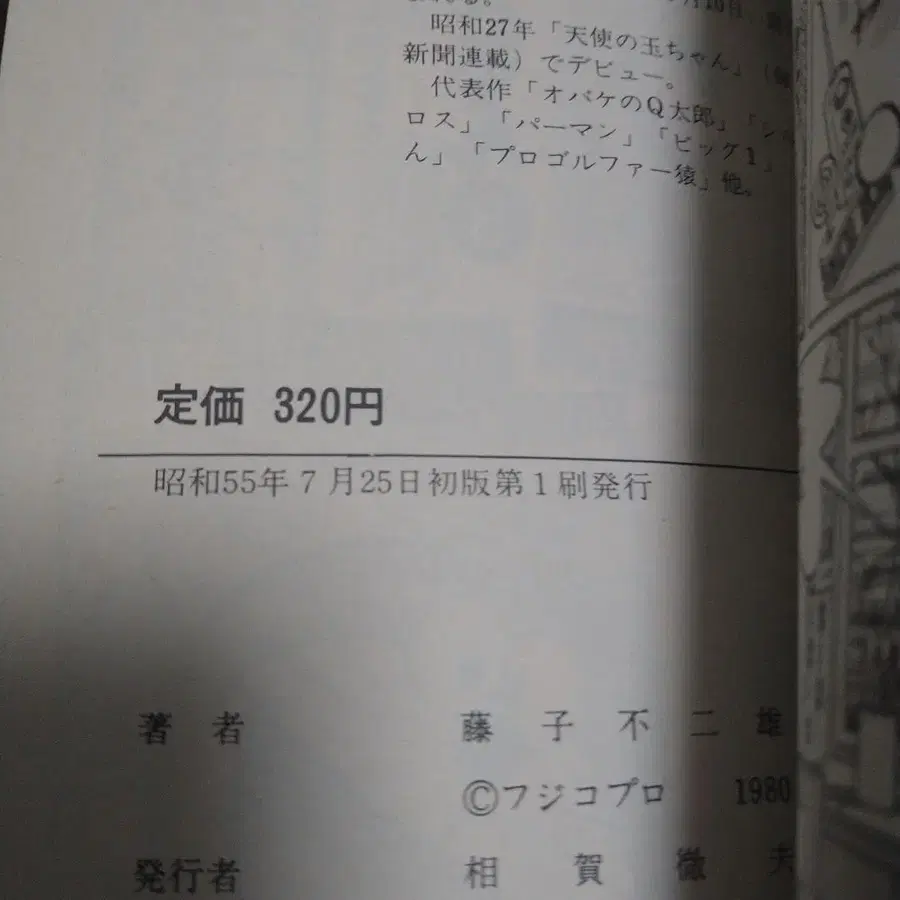 昭和27年「天使の玉ちゃん」(
新聞連載)でデビュー。
代表作「オバケのQ太郎」「シル
ロス」「パーマン」「ビッグ1」
ん」「プロゴルファー猿」他。
定価 320円
昭和55年7月25日初版第1刷発行
著者 藤子不二雄
©フジコプロ 1980
発行者 相賀徹夫